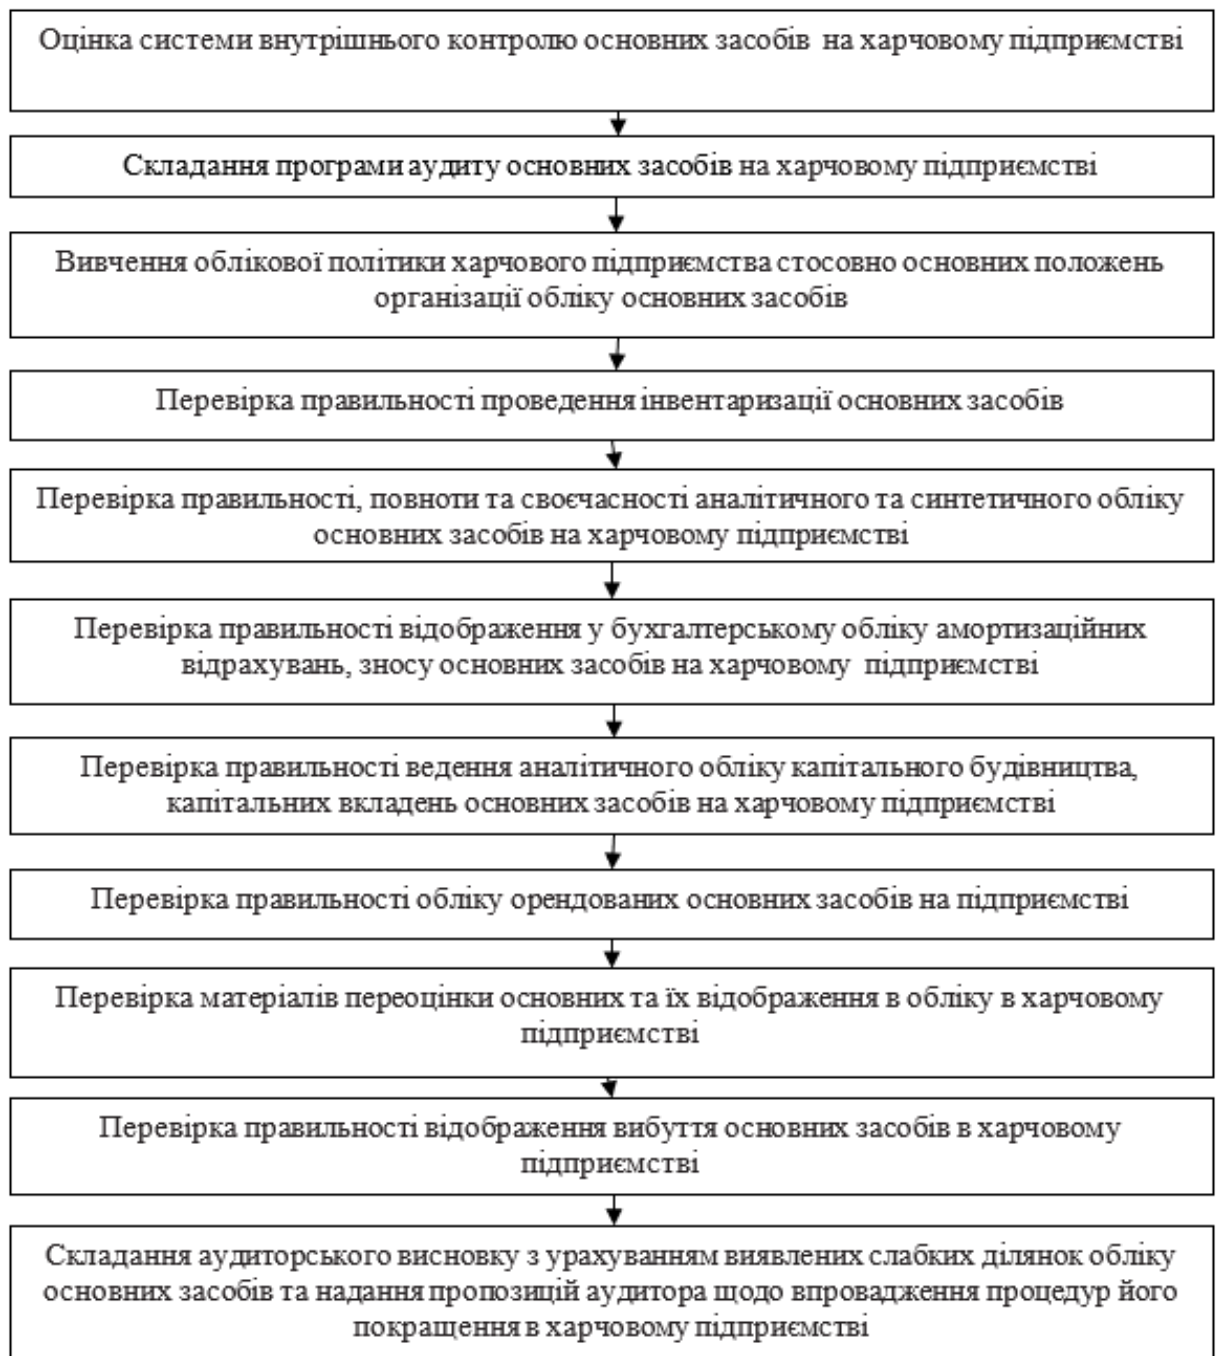 Оцінка системи внутрішнього контролю основних засобів на харчовому підприємстві
Складання програми аудиту основних засобів на харчовому підприємстві
Вивчення облікової політики харчового підприємства стосовно основних положень
організації обліку основних засобів
Перевірка правильності проведення інвентаризації основних засобів
Перевірка правильності, повноти та своєчасності аналітичного та синтетичного обліку
основних засобів на харчовому підприємстві
Перевірка правильності відображення у бухгалтерському обліку амортизаційних
відрахувань, зносу основних засобів на харчовому підприємстві
Перевірка правильності ведення аналітичного обліку капітального будівництва,
капітальних вкладень основних засобів на харчовому підприємстві
Перевірка правильності обліку орендованих основних засобів на підприємстві
Перевірка матеріалів переоцінки основних та їх відображення в обліку в харчовому
підприємстві
Перевірка правильності відображення вибуття основних засобів в харчовому
підприємстві
Складання аудиторського висновку з урахуванням виявлених слабких ділянок обліку
основних засобів та надання пропозицій аудитора щодо впровадження процедур його
покращення в харчовому підприємстві